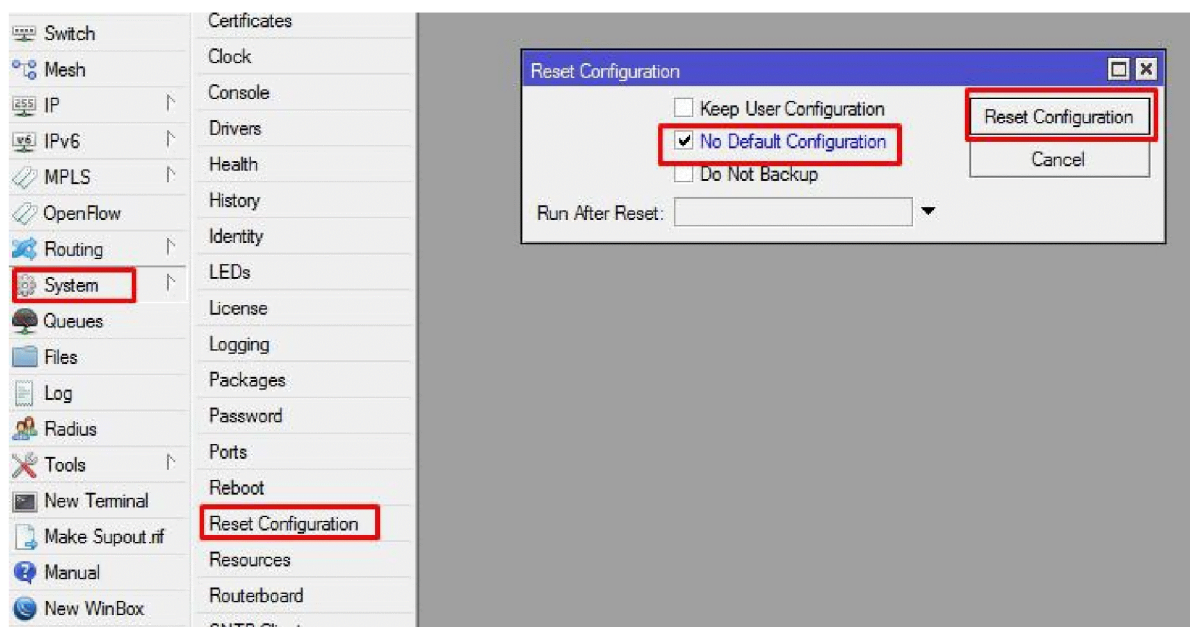 Switch
Mesh
255 IP
v6 IPv6
MPLS
OpenFlow
Routing
System
Queues
Files
Log
Radius
Tools
New Terminal
Make Supout.rif
Manual
New WinBox
Certificates
Clock
Console
Drivers
Health
History
Identity
LEDs
License
Logging
Packages
Password
Ports
Reboot
Reset Configuration
Resources
Routerboard
Reset Configuration
Keep User Configuration
No Default Configuration
Do Not Backup
Run After Reset:
Reset Configuration
Cancel